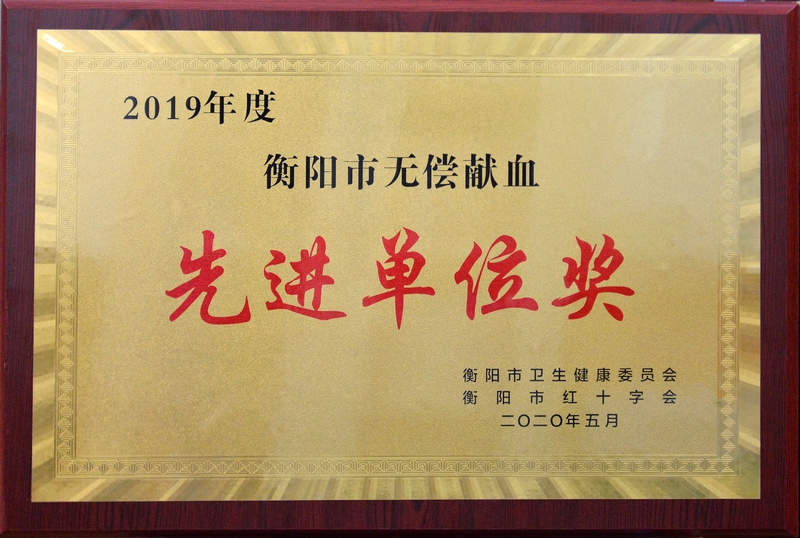 2019年度
衡阳市无偿献血
先进单位奖
衡阳市卫生健康委员会
衡阳市红十字会
二〇二〇年五月